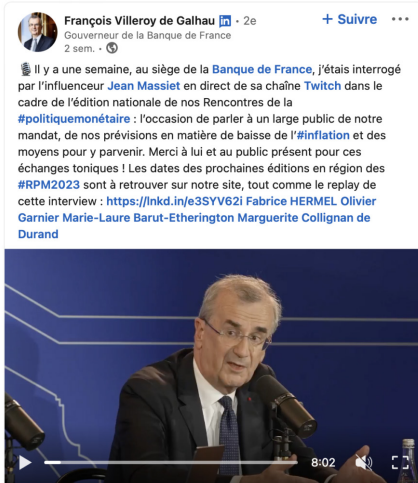 François Villeroy de Galhau in • 2e
+ Suivre
Gouverneur de la Banque de France
2 sem. •
Il y a une semaine, au siège de la Banque de France, j'étais interrogé
par l'influenceur Jean Massiet en direct de sa chaîne Twitch dans le
cadre de l'édition nationale de nos Rencontres de la
#politiquemonétaire : l'occasion de parler à un large public de notre
mandat, de nos prévisions en matière de baisse de l'#inflation et des
moyens pour y parvenir. Merci à lui et au public présent pour ces
échanges toniques ! Les dates des prochaines éditions en région des
#RPM2023 sont à retrouver sur notre site, tout comme le replay de
cette interview : https://lnkd.in/e3SYV62i Fabrice HERMEL Olivier
Garnier Marie-Laure Barut-Etherington Marguerite Collignan de
Durand
8:02